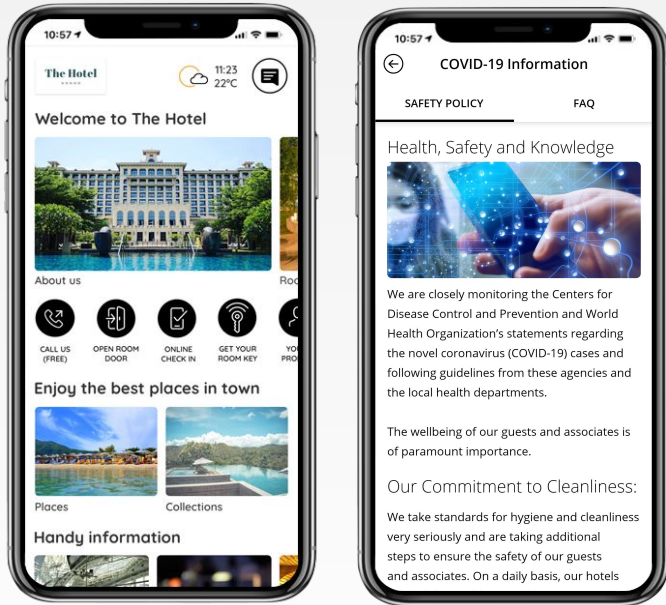 10:57
The Hotel
11:23
22°C
Welcome to The Hotel
About us
CALL US
(FREE)
OPEN ROOM
DOOR
ONLINE
CHECK IN
GET YOUR
ROOM KEY
Enjoy the best places in town
Places
Collections
Handy information
10:57
COVID-19 Information
SAFETY POLICY
FAQ
Health, Safety and Knowledge
We are closely monitoring the Centers for
Disease Control and Prevention and World
Health Organization’s statements regarding
the novel coronavirus (COVID-19) cases and
following guidelines from these agencies and
the local health departments.
The wellbeing of our guests and associates is
of paramount importance.
Our Commitment to Cleanliness:
We take standards for hygiene and cleanliness
very seriously and are taking additional
steps to ensure the safety of our guests
and associates. On a daily basis, our hotels